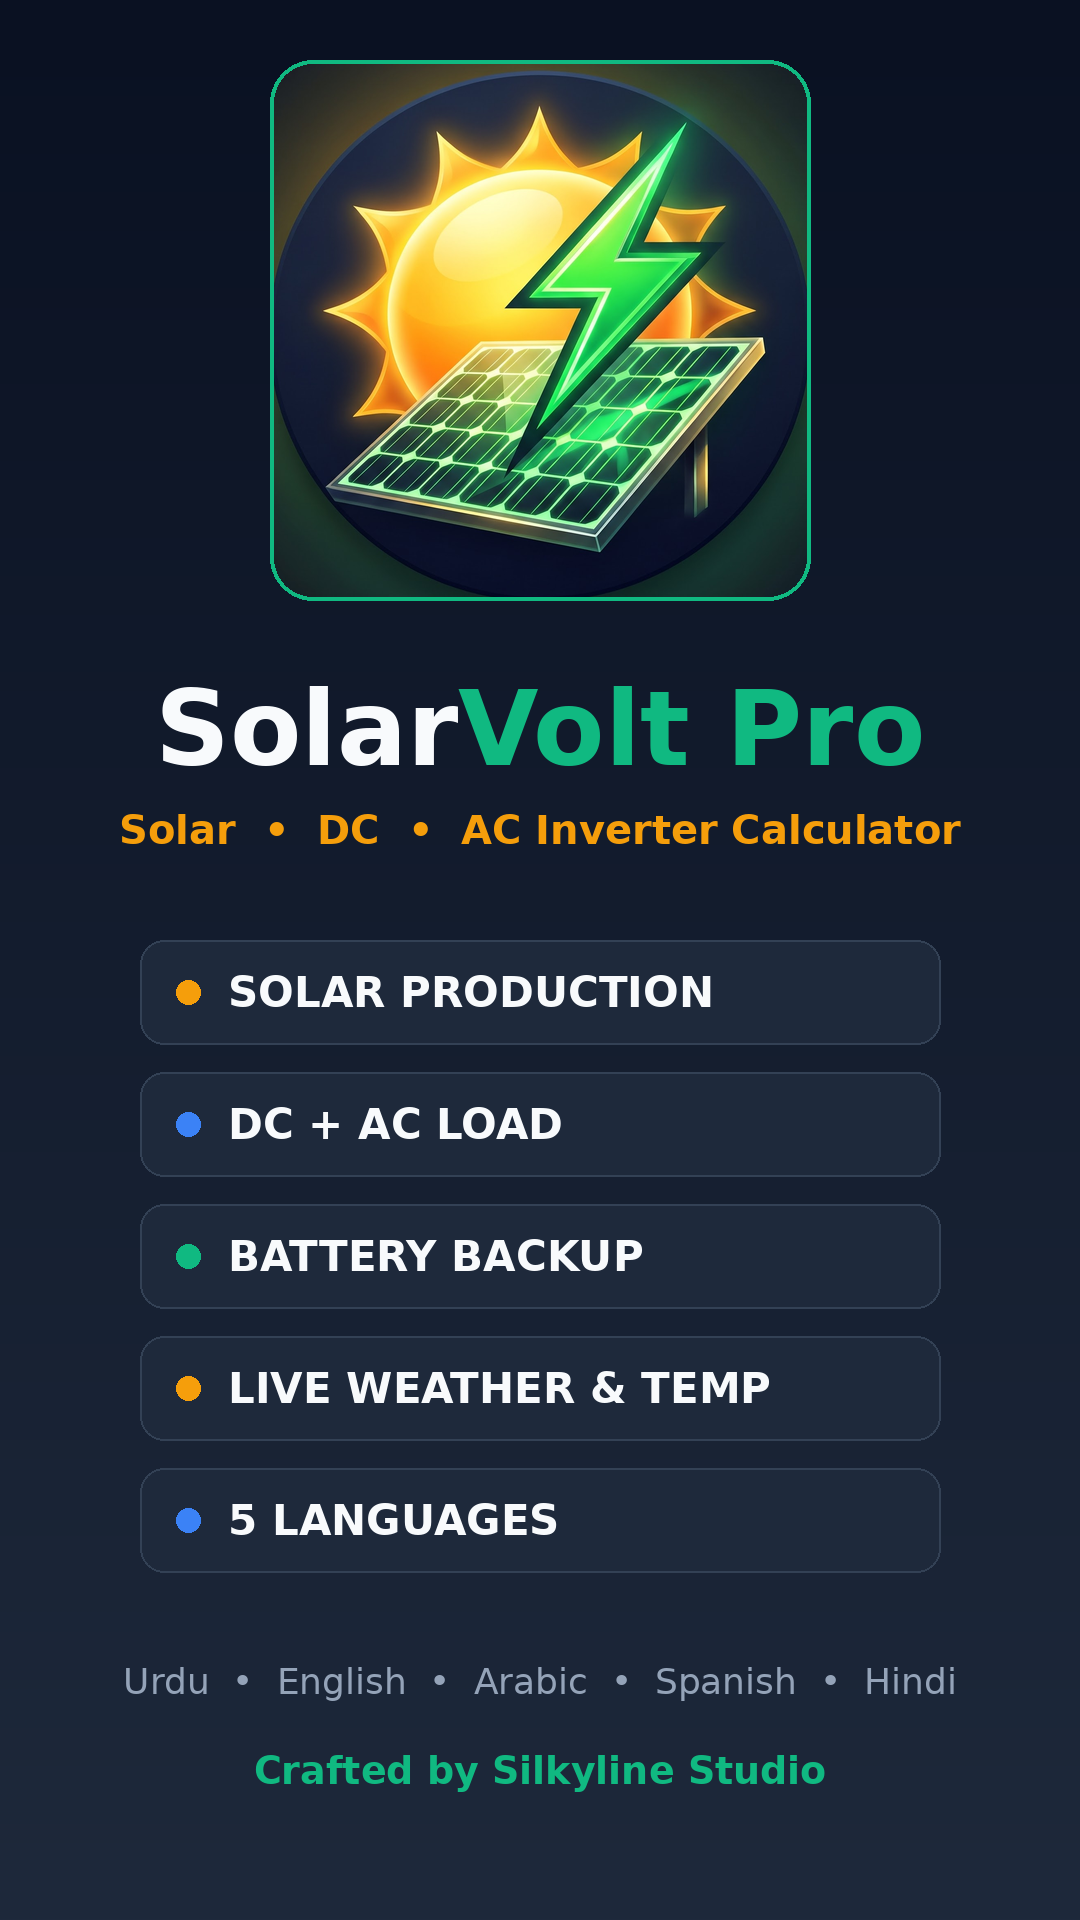 SolarVolt Pro
Solar • DC • AC Inverter Calculator
SOLAR PRODUCTION
DC + AC LOAD
BATTERY BACKUP
LIVE WEATHER & TEMP
5 LANGUAGES
Urdu • English • Arabic • Spanish • Hindi
Crafted by Silkyline Studio